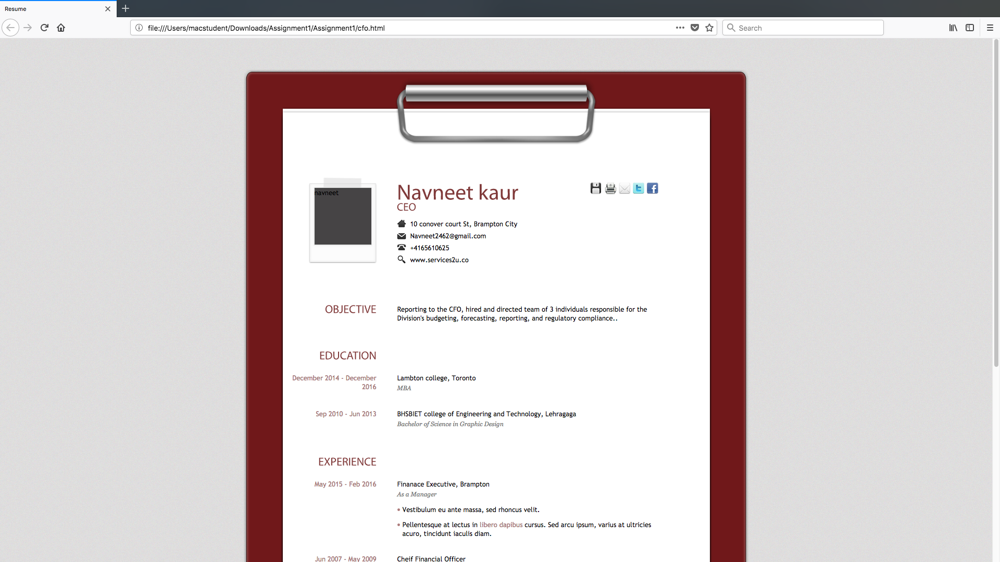 Resume
file:///Users/macstudent/Downloads/Assignment1/Assignment1/cfo.html
Search
navneet
Navneet kaur
CEO
10 conover court St, Brampton City
Navneet2462@gmail.com
+4165610625
www.services2u.co
OBJECTIVE
Reporting to the CFO, hired and directed team of 3 individuals responsible for the
Division's budgeting, forecasting, reporting, and regulatory compliance..
EDUCATION
December 2014 - December
2016
Lambton college, Toronto
MBA
Sep 2010 - Jun 2013
BHSBIET college of Engineering and Technology, Lehragaga
Bachelor of Science in Graphic Design
EXPERIENCE
May 2015 - Feb 2016
Finanace Executive, Brampton
As a Manager
• Vestibulum eu ante massa, sed rhoncus velit.
• Pellentesque at lectus in libero dapibus cursus. Sed arcu ipsum, varius at ultricies
acuro, tincidunt iaculis diam.
Jun 2007 - May 2009
Cheif Financial Officer